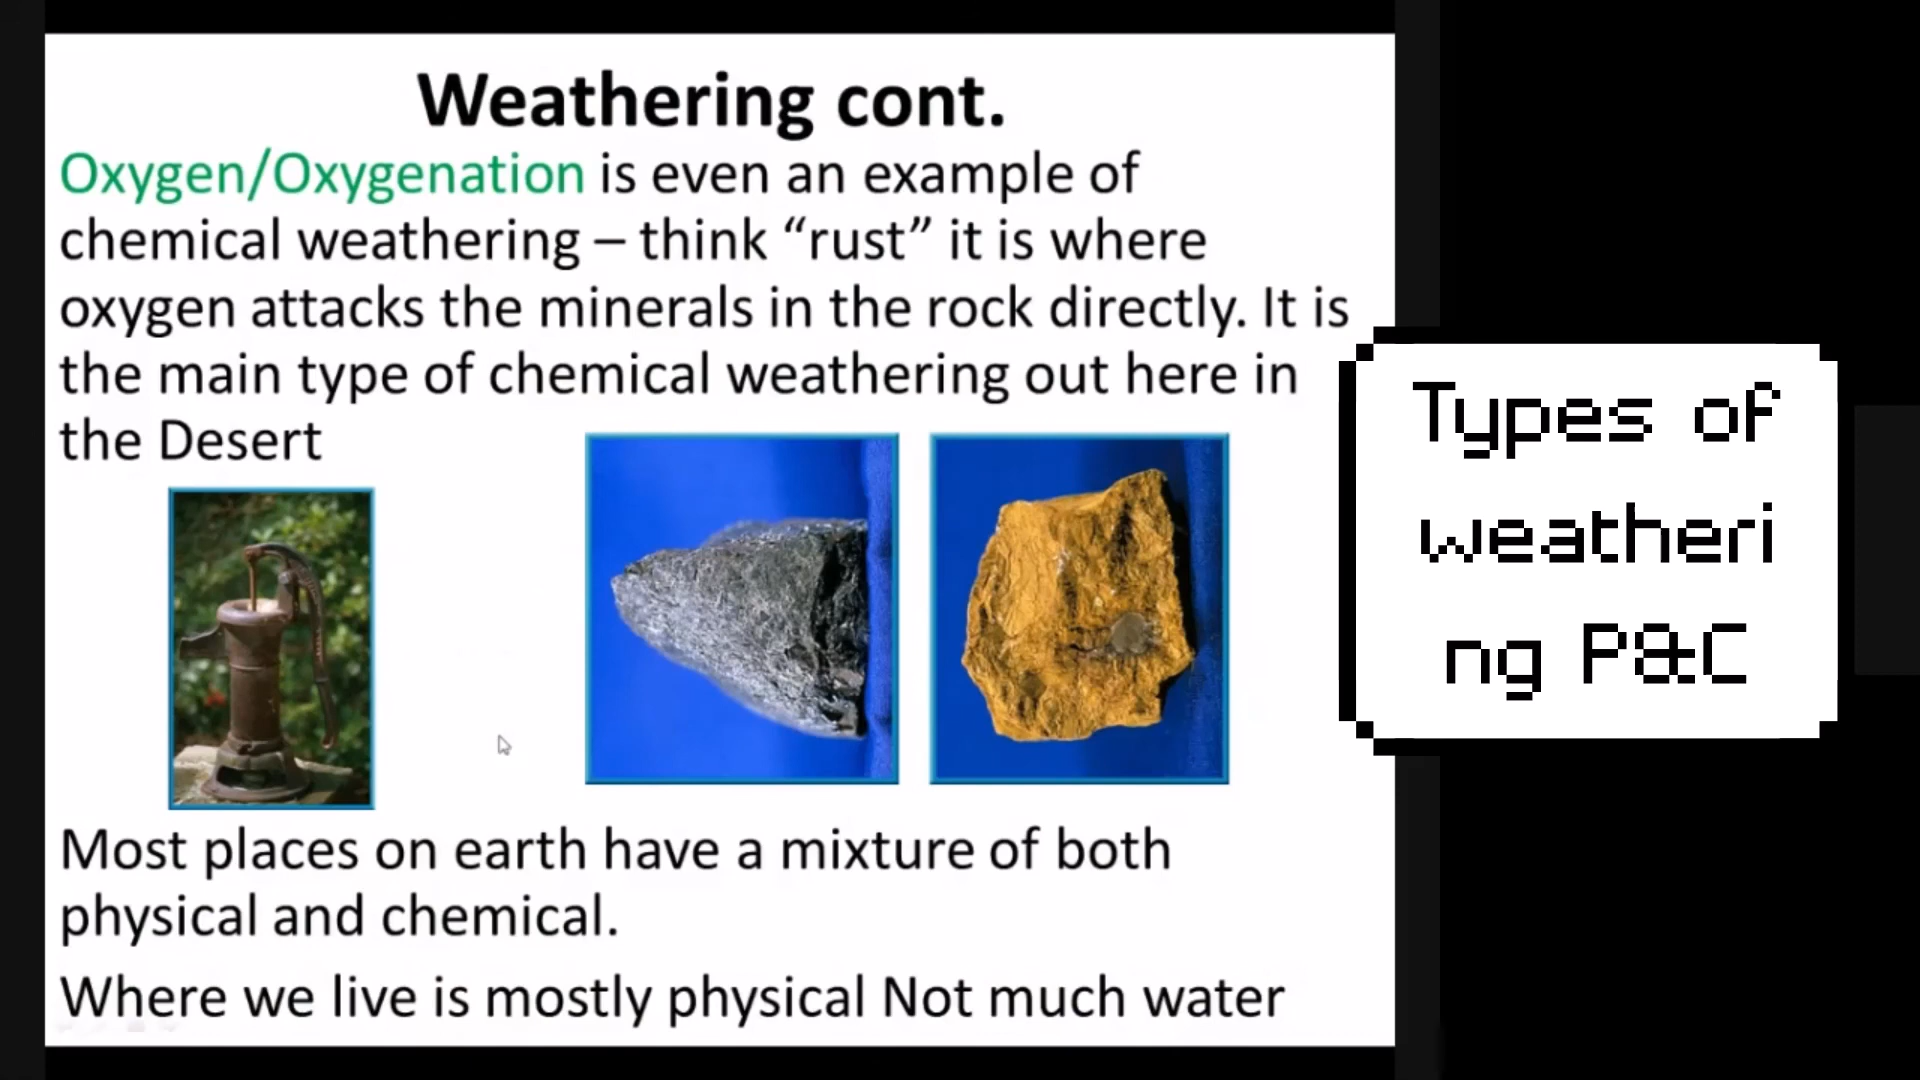 Weathering cont.
Oxygen/Oxygenation is even an example of
chemical weathering – think “rust” it is where
oxygen attacks the minerals in the rock directly. It is
the main type of chemical weathering out here in
the Desert
Most places on earth have a mixture of both
physical and chemical.
Where we live is mostly physical Not much water
Types of
weatheri
ng P&C